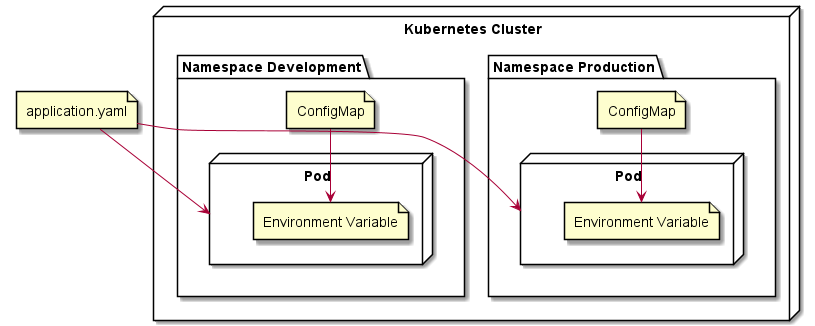 Kubernetes Cluster
Namespace Development
Namespace Production
application.yaml
ConfigMap
ConfigMap
Pod
Pod
Environment Variable
Environment Variable